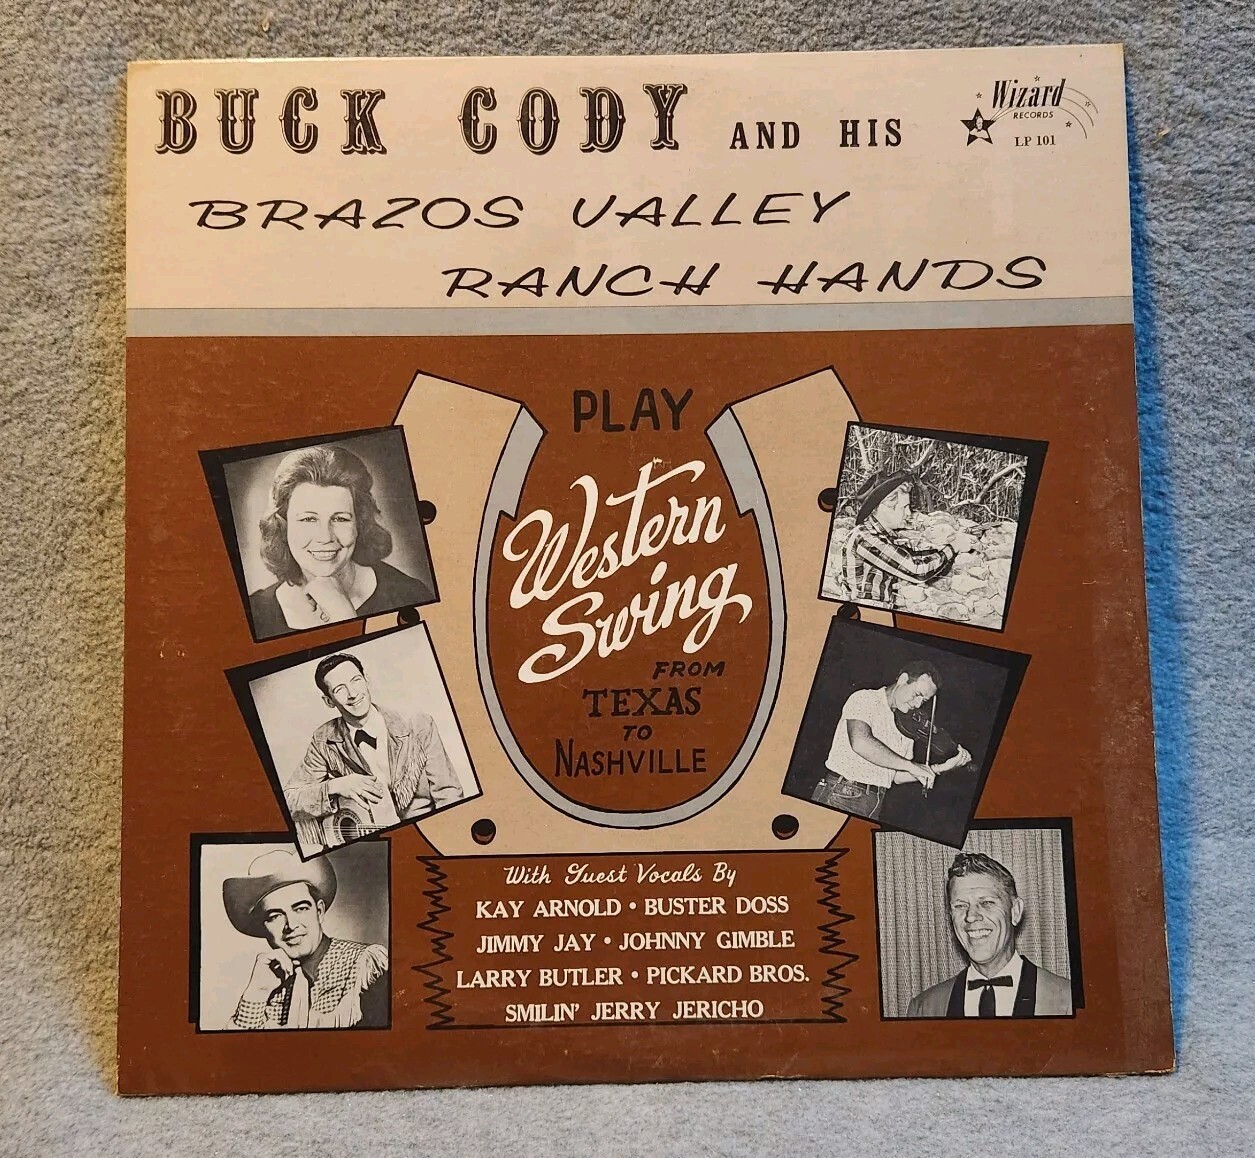 BUCK CODY AND HIS
Wizard
RECORDS
LP 101
BRAZOS VALLEY
RANCH HANDS
PLAY
Western
Swing
FROM
TEXAS
TO
NASHVILLE
With Guest Vocals By
KAY ARNOLD • BUSTER DOSS
JIMMY JAY • JOHNNY GIMBLE
LARRY BUTLER • PICKARD BROS.
SMILIN' JERRY JERICHO